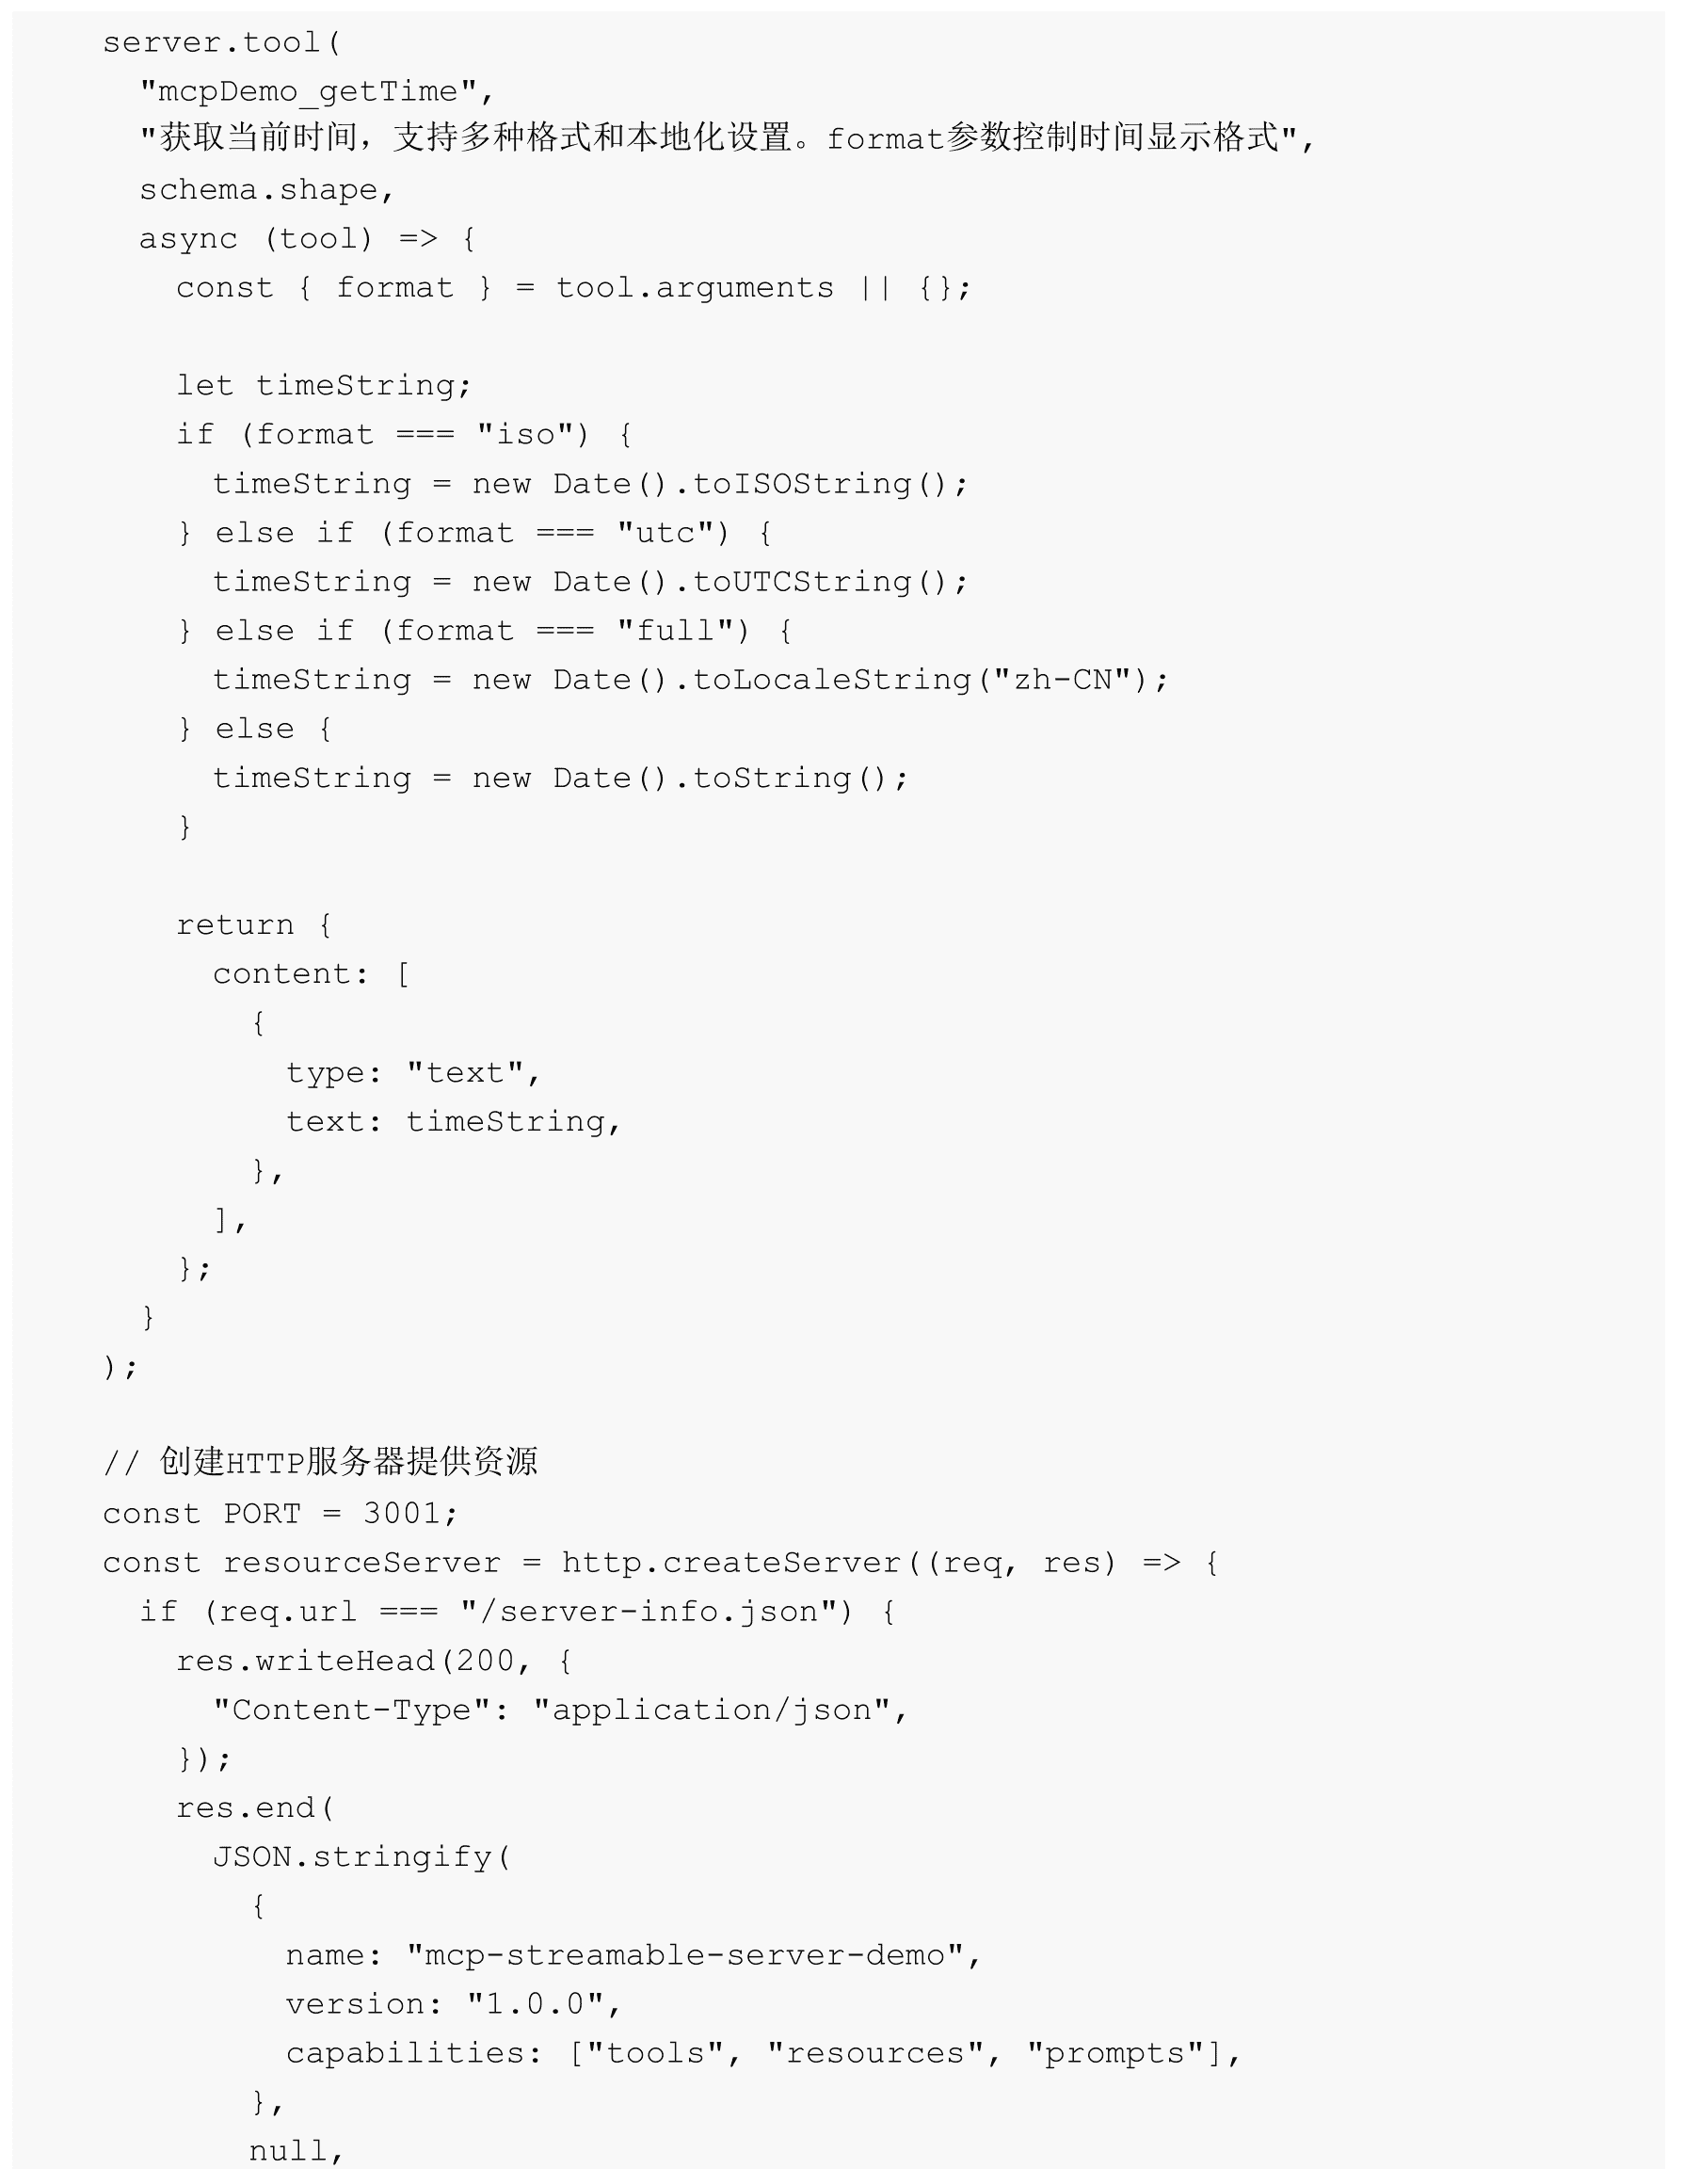 server.tool(
  "mcpDemo_getTime",
  "获取当前时间，支持多种格式和本地化设置。format参数控制时间显示格式",
  schema.shape,
  async (tool) => {
    const { format } = tool.arguments || {};

    let timeString;
    if (format === "iso") {
      timeString = new Date().toISOString();
    } else if (format === "utc") {
      timeString = new Date().toUTCString();
    } else if (format === "full") {
      timeString = new Date().toLocaleString("zh-CN");
    } else {
      timeString = new Date().toString();
    }

    return {
      content: [
        {
          type: "text",
          text: timeString,
        },
      ],
    };
  }
);

// 创建HTTP服务器提供资源
const PORT = 3001;
const resourceServer = http.createServer((req, res) => {
  if (req.url === "/server-info.json") {
    res.writeHead(200, {
      "Content-Type": "application/json",
    });
    res.end(
      JSON.stringify(
        {
          name: "mcp-streamable-server-demo",
          version: "1.0.0",
          capabilities: ["tools", "resources", "prompts"],
        },
        null,